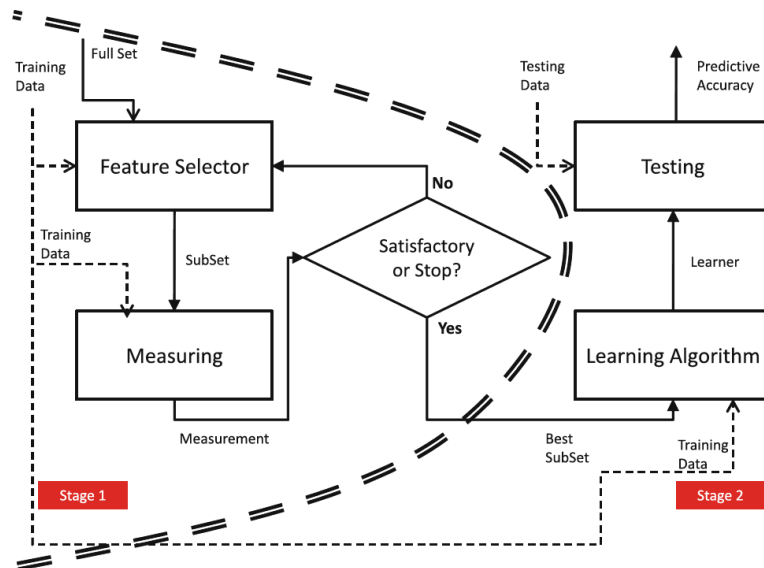 Full Set
Training
Data
Testing
Data
Predictive
Accuracy
Feature Selector
Testing
No
Training
Data
SubSet
Satisfactory
or Stop?
Learner
Yes
Measuring
Learning Algorithm
Measurement
Best
SubSet
Training
Data
Stage 1
Stage 2